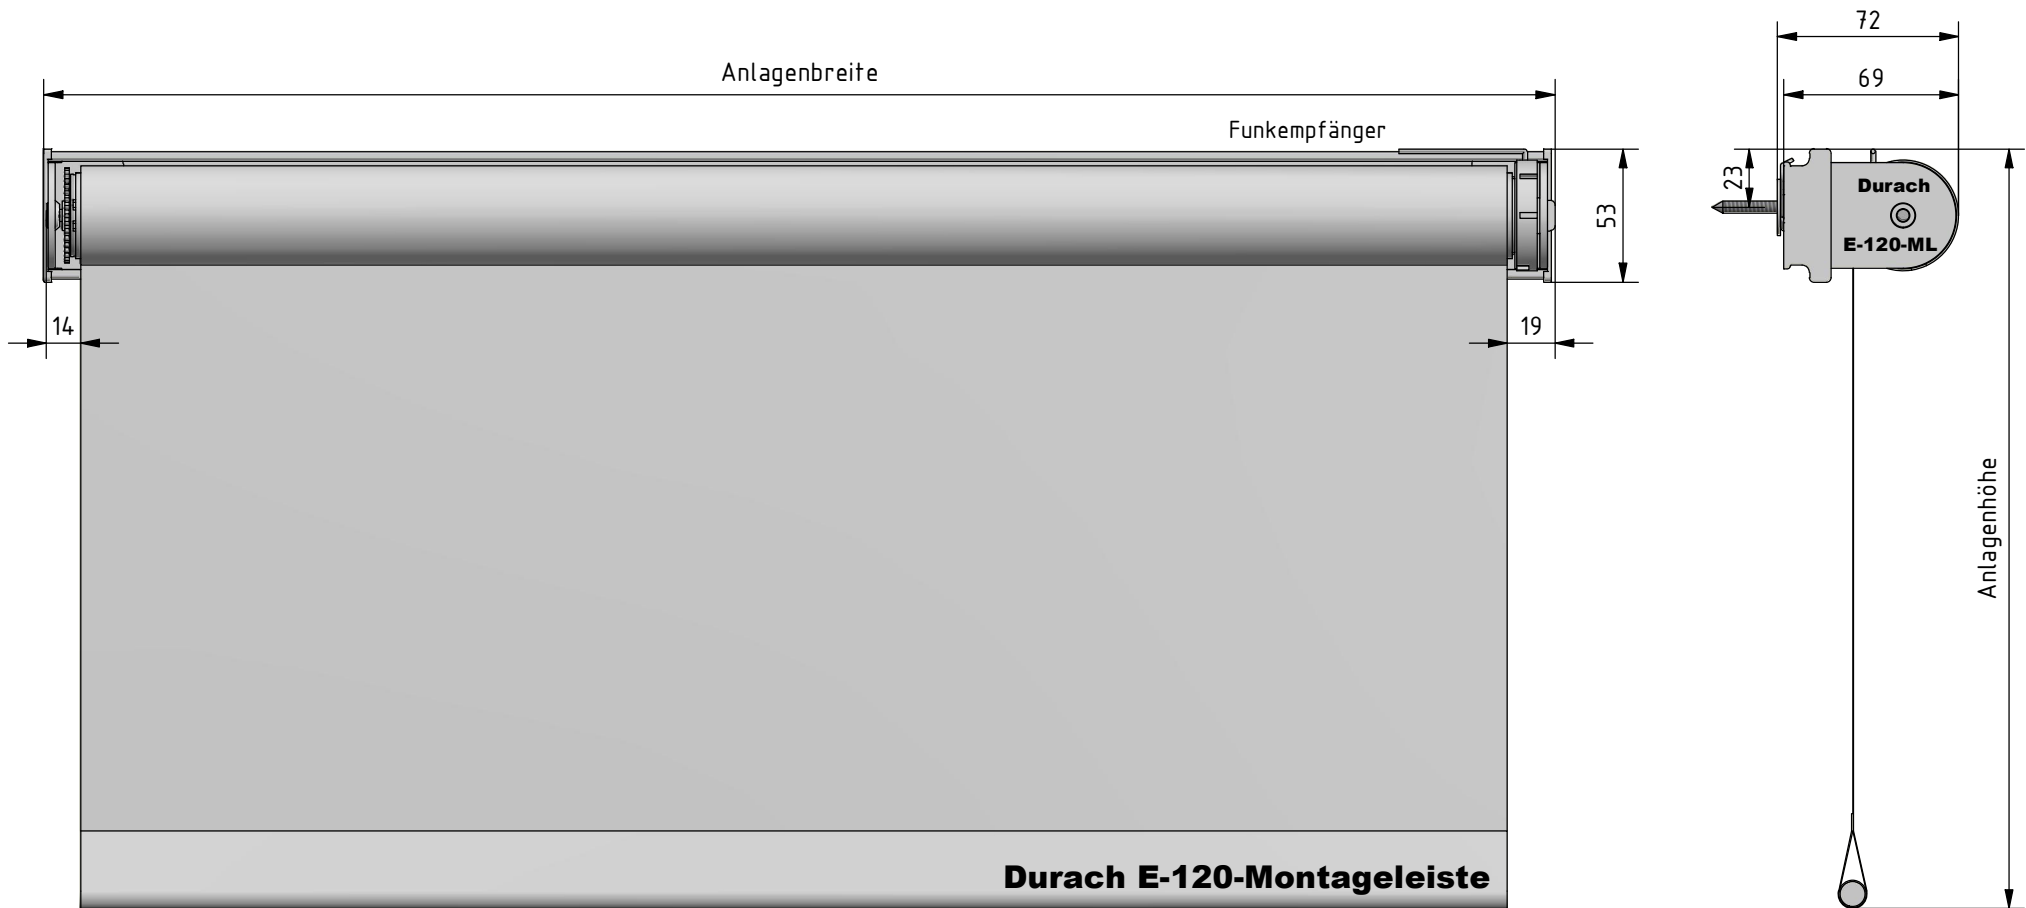 72
Anlagenbreite
69
Funkempfänger
23
Durach
53
E-120-ML
14
19
Anlagenhöhe
Durach E-120-Montageleiste